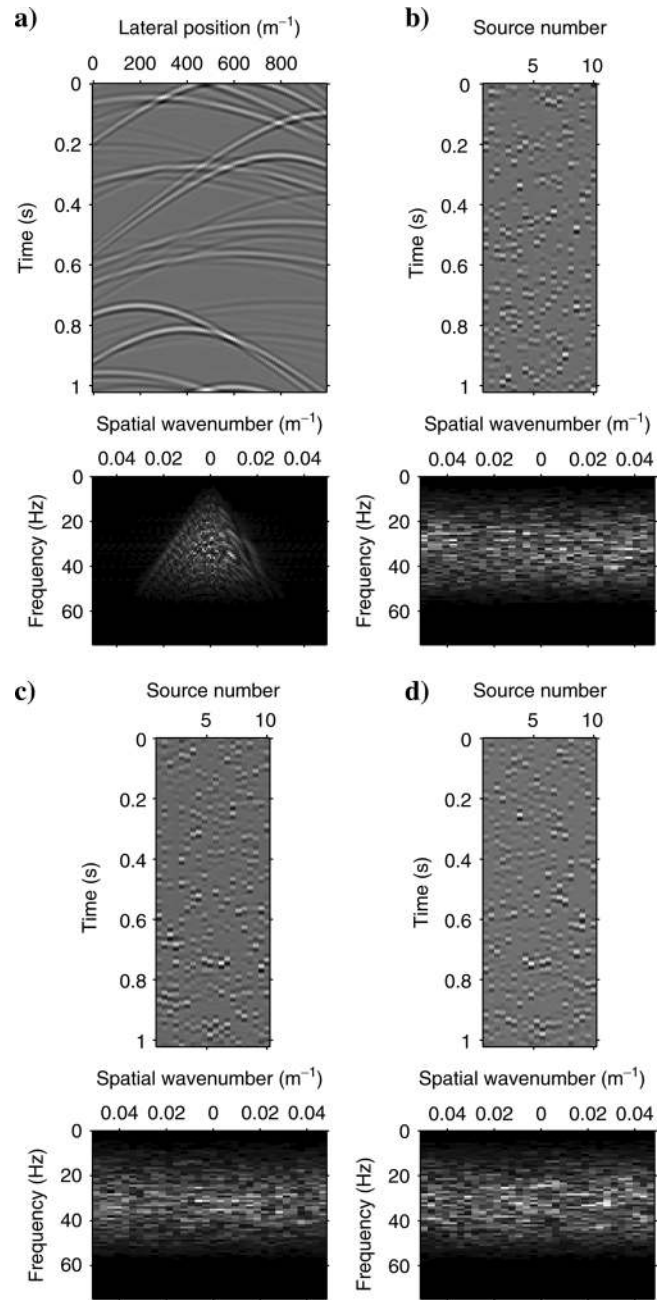 a)
Lateral position (m⁻¹)
0 200 400 600 800
Time (s)
0
0.2
0.4
0.6
0.8
1
Spatial wavenumber (m⁻¹)
0.04 0.02 0 0.02 0.04
Frequency (Hz)
20
40
60
b)
Source number
5 10
Time (s)
0
0.2
0.4
0.6
0.8
1
Spatial wavenumber (m⁻¹)
0.04 0.02 0 0.02 0.04
Frequency (Hz)
0
20
40
60
c)
Source number
5 10
Time (s)
0
0.2
0.4
0.6
0.8
1
Spatial wavenumber (m⁻¹)
0.04 0.02 0 0.02 0.04
Frequency (Hz)
0
20
40
60
d)
Source number
5 10
Time (s)
0
0.2
0.4
0.6
0.8
1
Spatial wavenumber (m⁻¹)
0.04 0.02 0 0.02 0.04
Frequency (Hz)
0
20
40
60